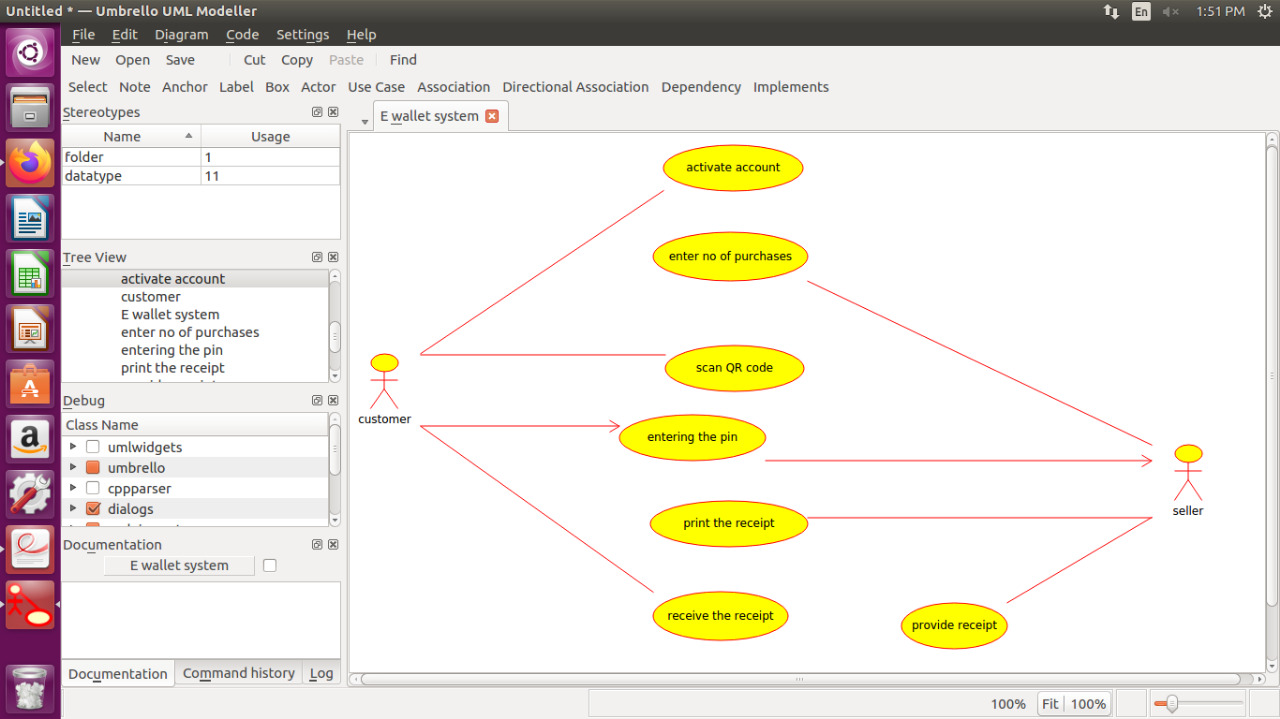 Untitled * — Umbrello UML Modeller
En
1:51 PM
File Edit Diagram Code Settings Help
New Open Save Cut Copy Paste Find
Select Note Anchor Label Box Actor Use Case Association Directional Association Dependency Implements
Stereotypes
Name Usage
folder 1
datatype 11
Tree View
activate account
customer
E wallet system
enter no of purchases
entering the pin
print the receipt
Debug
Class Name
umlwidgets
umbrello
cppparser
dialogs
Documentation
E wallet system
Documentation Command history Log
E wallet system
activate account
enter no of purchases
scan QR code
customer
entering the pin
seller
print the receipt
receive the receipt
provide receipt
100% Fit 100%